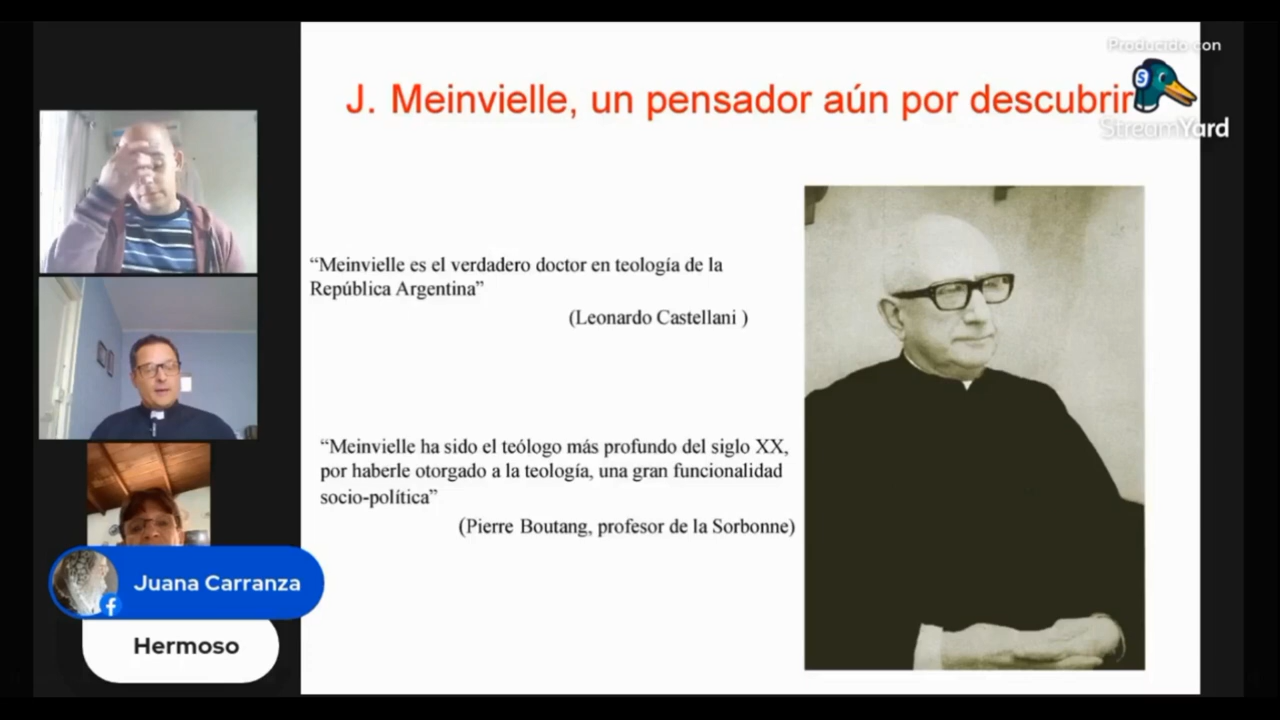 Producido con
StreamYard
J. Meinvielle, un pensador aún por descubrir
“Meinvielle es el verdadero doctor en teología de la
República Argentina”
(Leonardo Castellani )
“Meinvielle ha sido el teólogo más profundo del siglo XX,
por haberle otorgado a la teología, una gran funcionalidad
socio-política”
(Pierre Boutang, profesor de la Sorbonne)
Juana Carranza
Hermoso